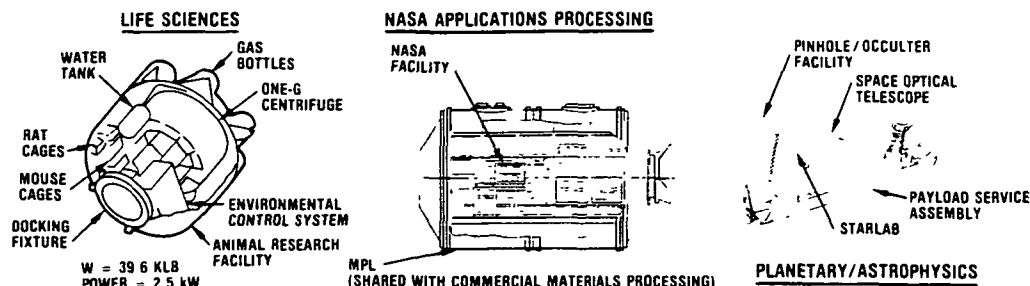 LIFE SCIENCES
WATER
TANK
GAS
BOTTLES
ONE-G
CENTRIFUGE
RAT
CAGES
MOUSE
CAGES
DOCKING
FIXTURE
ENVIRONMENTAL
CONTROL SYSTEM
ANIMAL RESEARCH
FACILITY
W = 39 6 KLB
POWER = 2.5 kW
NASA APPLICATIONS PROCESSING
NASA
FACILITY
MPL
(SHARED WITH COMMERCIAL MATERIALS PROCESSING)
PINHOLE/OCCULTER
FACILITY
SPACE OPTICAL
TELESCOPE
PAYLOAD SERVICE
ASSEMBLY
STARLAB
PLANETARY/ASTROPHYSICS